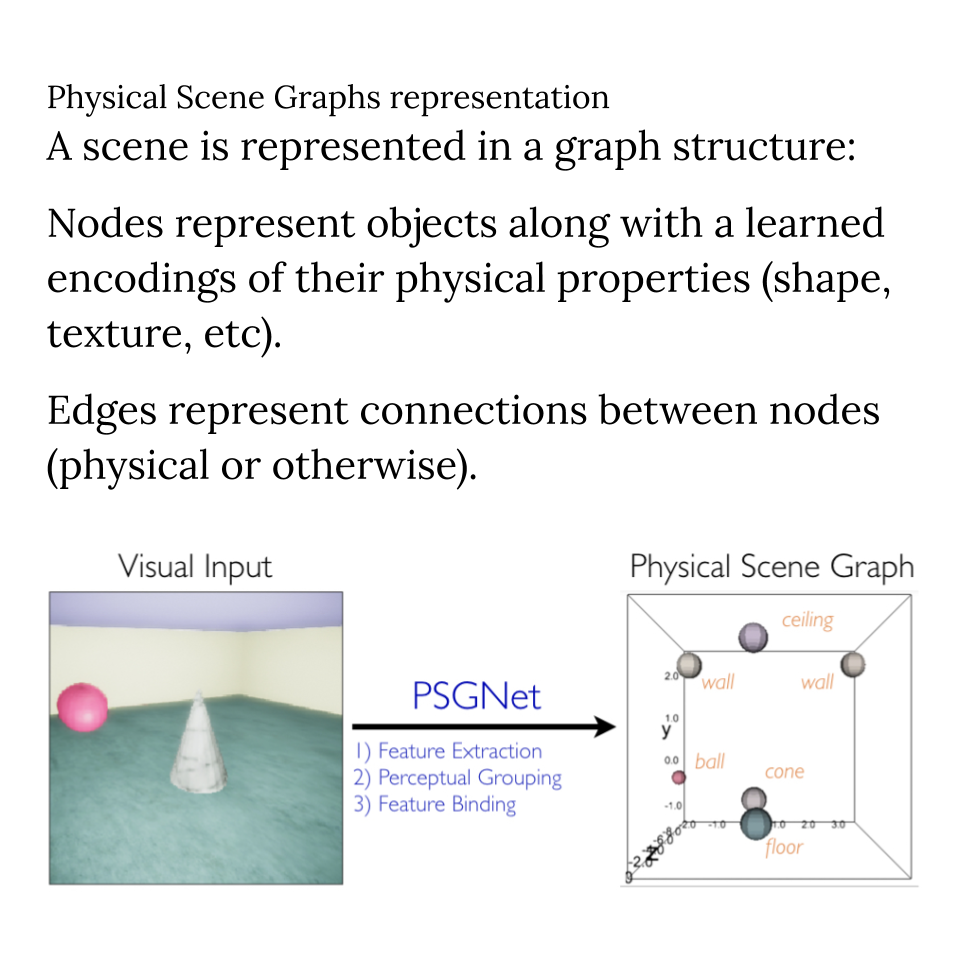 Physical Scene Graphs representation
A scene is represented in a graph structure:
Nodes represent objects along with a learned
encodings of their physical properties (shape,
texture, etc).
Edges represent connections between nodes
(physical or otherwise).
Visual Input
Physical Scene Graph
PSGNet
1) Feature Extraction
2) Perceptual Grouping
3) Feature Binding
ceiling
wall
wall
2.0
1.0
y
0.0
ball
cone
-1.0
-2.0 -1.0 1.0 2.0 3.0
floor
z
-2.0